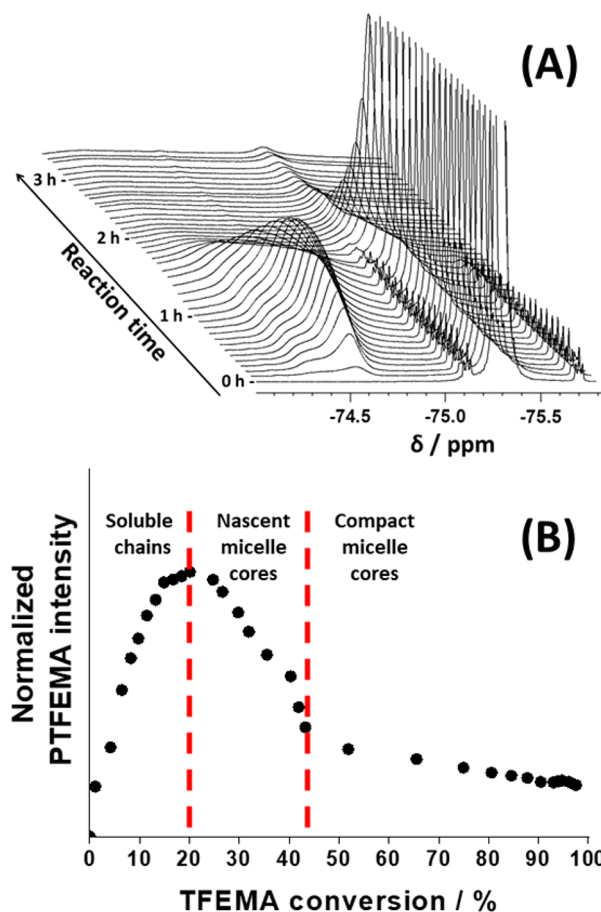 (A)
3 h -
2 h -
1 h -
0 h -
Reaction time
-74.5 -75.0 -75.5
δ / ppm
(B)
Soluble chains
Nascent micelle cores
Compact micelle cores
Normalized
PTFEMA intensity
0 10 20 30 40 50 60 70 80 90 100
TFEMA conversion / %